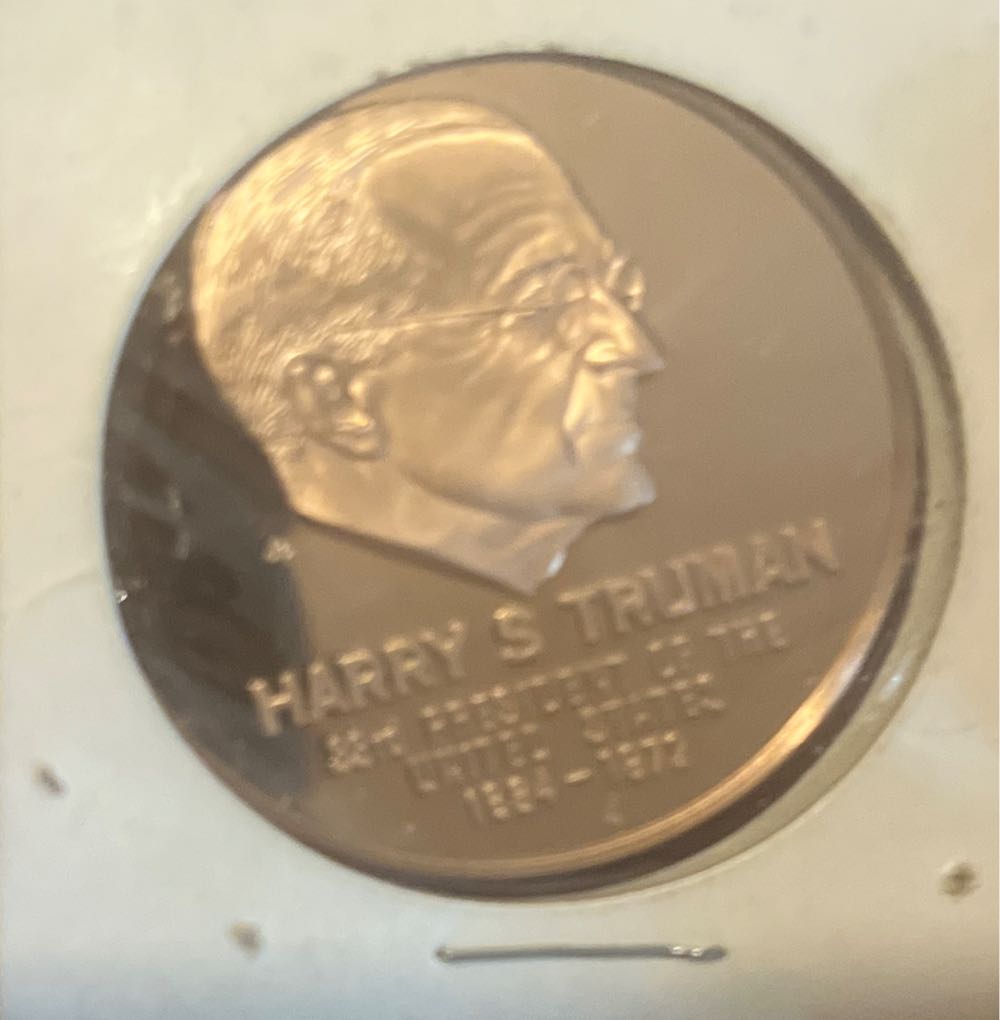 HARRY S TRUMAN
33rd PRESIDENT OF THE
UNITED STATES
1884 – 1972